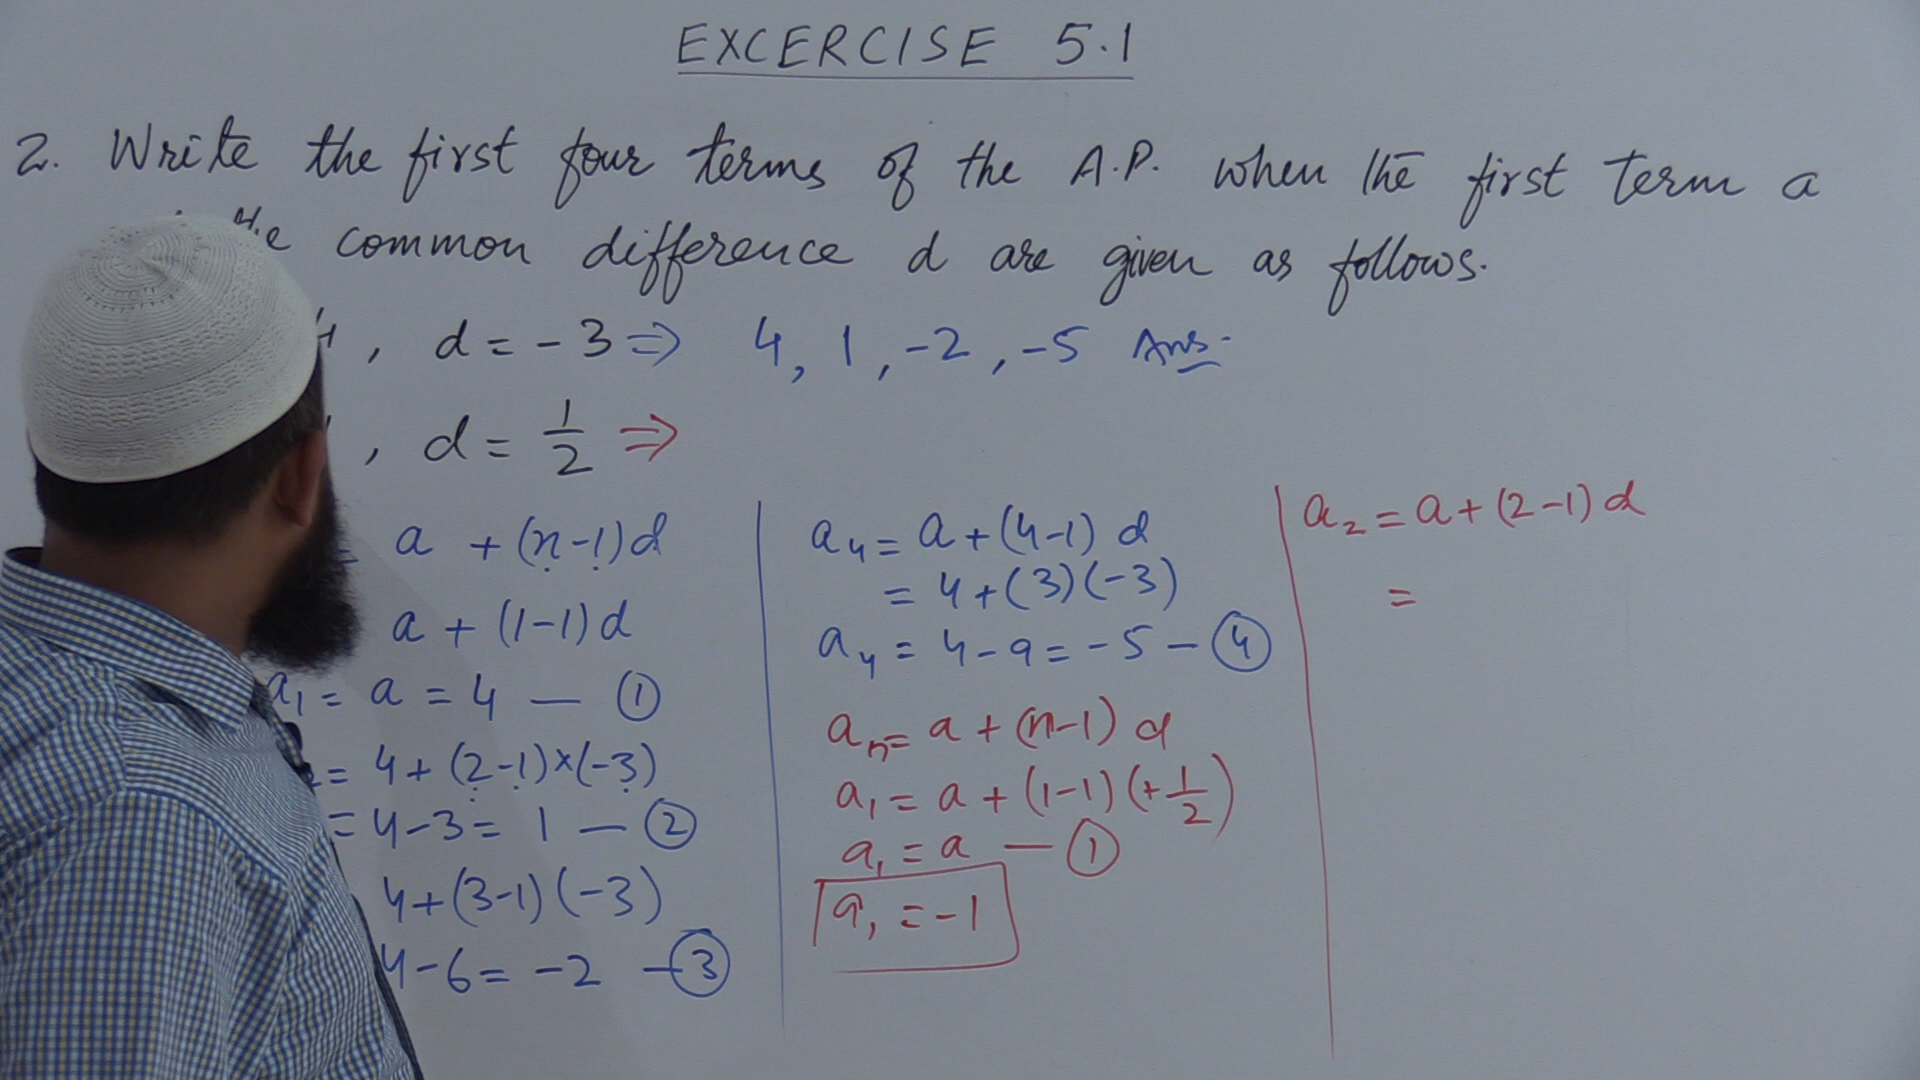 EXCERCISE 5.1
2. Write the first four terms of the A.P. when the first term a
the common difference d are given as follows.
4, d = -3 ⇒ 4, 1, -2, -5 Ans.
, d = 1/2 ⇒
= a + (n-1)d
a + (1-1)d
a₁ = a = 4 — ①
₂ = 4 + (2-1)×(-3)
= 4-3 = 1 — ②
4+(3-1)(-3)
4-6 = -2 — ③
a₄ = a + (4-1) d
= 4+(3)(-3)
a₄ = 4-9 = -5 — ④
aₙ = a + (n-1) d
a₁ = a + (1-1) (+1/2)
a₁ = a — ①
a₁ = -1
a₂ = a + (2-1) d
=